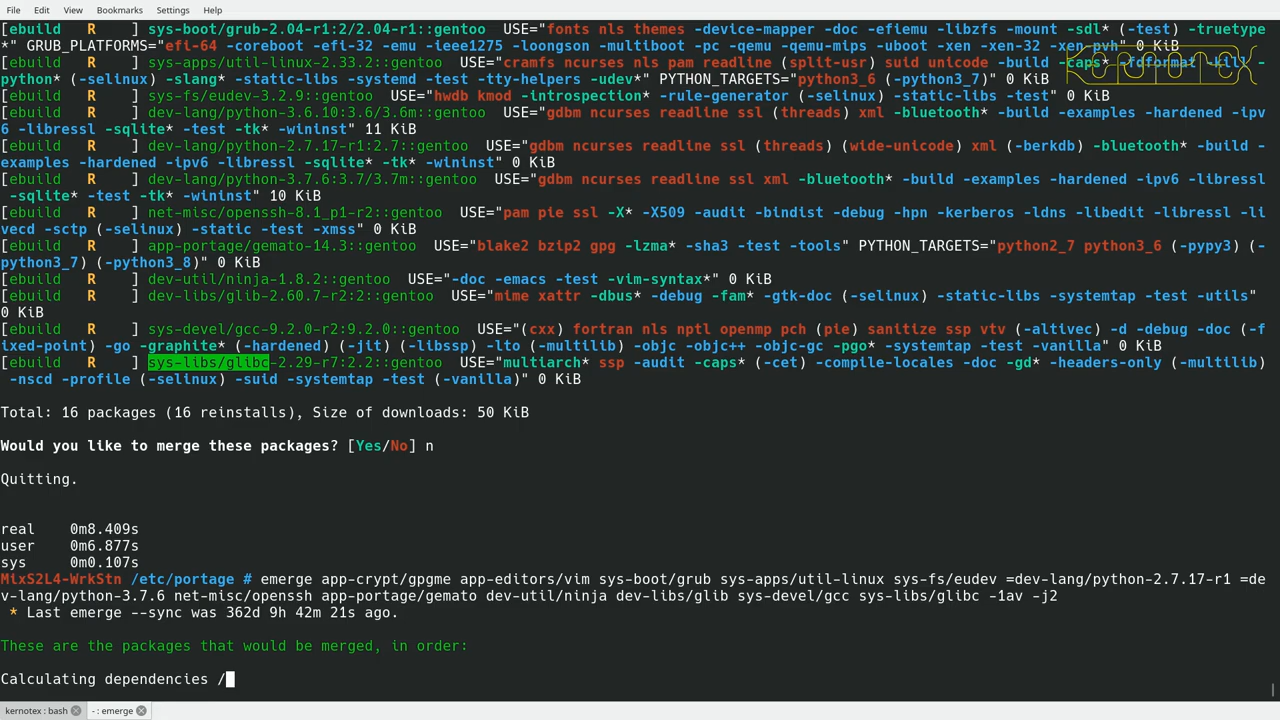 File Edit View Bookmarks Settings Help
[ebuild   R    ] sys-boot/grub-2.04-r1:2/2.04-r1::gentoo  USE="fonts nls themes -device-mapper -doc -efiemu -libzfs -mount -sdl* (-test) -truetype
*" GRUB_PLATFORMS="efi-64 -coreboot -efi-32 -emu -ieee1275 -loongson -multiboot -pc -qemu -qemu-mips -uboot -xen -xen-32 -xen-pvh" 0 KiB
[ebuild   R    ] sys-apps/util-linux-2.33.2::gentoo  USE="cramfs ncurses nls pam readline (split-usr) suid unicode -build -caps* -fdformat -kill -
python* (-selinux) -slang* -static-libs -systemd -test -tty-helpers -udev*" PYTHON_TARGETS="python3_6 (-python3_7)" 0 KiB
[ebuild   R    ] sys-fs/eudev-3.2.9::gentoo  USE="hwdb kmod -introspection* -rule-generator (-selinux) -static-libs -test" 0 KiB
[ebuild   R    ] dev-lang/python-3.6.10:3.6/3.6m::gentoo  USE="gdbm ncurses readline ssl (threads) xml -bluetooth* -build -examples -hardened -ipv
6 -libressl -sqlite* -test -tk* -wininst" 11 KiB
[ebuild   R    ] dev-lang/python-2.7.17-r1:2.7::gentoo  USE="gdbm ncurses readline ssl (threads) (wide-unicode) xml (-berkdb) -bluetooth* -build -
examples -hardened -ipv6 -libressl -sqlite* -tk* -wininst" 0 KiB
[ebuild   R    ] dev-lang/python-3.7.6:3.7/3.7m::gentoo  USE="gdbm ncurses readline ssl xml -bluetooth* -build -examples -hardened -ipv6 -libressl
 -sqlite* -test -tk* -wininst" 10 KiB
[ebuild   R    ] net-misc/openssh-8.1_p1-r2::gentoo  USE="pam pie ssl -X* -X509 -audit -bindist -debug -hpn -kerberos -ldns -libedit -libressl -li
vecd -sctp (-selinux) -static -test -xmss" 0 KiB
[ebuild   R    ] app-portage/gemato-14.3::gentoo  USE="blake2 bzip2 gpg -lzma* -sha3 -test -tools" PYTHON_TARGETS="python2_7 python3_6 (-pypy3) (-
python3_7) (-python3_8)" 0 KiB
[ebuild   R    ] dev-util/ninja-1.8.2::gentoo  USE="-doc -emacs -test -vim-syntax*" 0 KiB
[ebuild   R    ] dev-libs/glib-2.60.7-r2:2::gentoo  USE="mime xattr -dbus* -debug -fam* -gtk-doc (-selinux) -static-libs -systemtap -test -utils"
0 KiB
[ebuild   R    ] sys-devel/gcc-9.2.0-r2:9.2.0::gentoo  USE="(cxx) fortran nls nptl openmp pch (pie) sanitize ssp vtv (-altivec) -d -debug -doc (-f
ixed-point) -go -graphite* (-hardened) (-jit) (-libssp) -lto (-multilib) -objc -objc++ -objc-gc -pgo* -systemtap -test -vanilla" 0 KiB
[ebuild   R    ] sys-libs/glibc-2.29-r7:2.2::gentoo  USE="multiarch* ssp -audit -caps* (-cet) -compile-locales -doc -gd* -headers-only (-multilib)
 -nscd -profile (-selinux) -suid -systemtap -test (-vanilla)" 0 KiB
Total: 16 packages (16 reinstalls), Size of downloads: 50 KiB
Would you like to merge these packages? [Yes/No] n
Quitting.
real    0m8.409s
user    0m6.877s
sys     0m0.107s
MixS2L4-WrkStn /etc/portage # emerge app-crypt/gpgme app-editors/vim sys-boot/grub sys-apps/util-linux sys-fs/eudev =dev-lang/python-2.7.17-r1 =de
v-lang/python-3.7.6 net-misc/openssh app-portage/gemato dev-util/ninja dev-libs/glib sys-devel/gcc sys-libs/glibc -1av -j2
 * Last emerge --sync was 362d 9h 42m 21s ago.
These are the packages that would be merged, in order:
Calculating dependencies /
kernotex : bash - : emerge